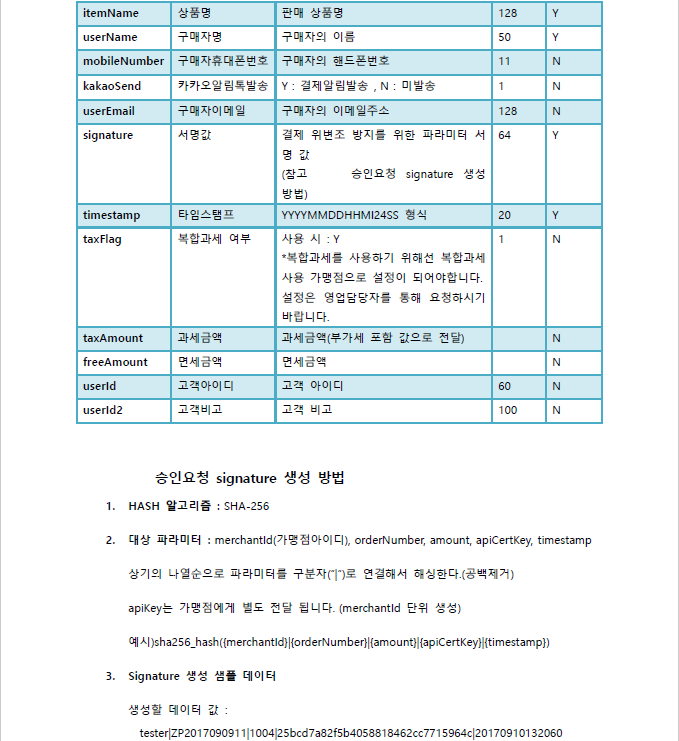 itemName 상품명 판매 상품명 128 Y
userName 구매자명 구매자의 이름 50 Y
mobileNumber 구매자휴대폰번호 구매자의 핸드폰번호 11 N
kakaoSend 카카오알림톡발송 Y : 결제알림발송 , N : 미발송 1 N
userEmail 구매자이메일 구매자의 이메일주소 128 N
signature 서명값 결제 위변조 방지를 위한 파라미터 서 64 Y
명 값
(참고 승인요청 signature 생성
방법)
timestamp 타임스탬프 YYYYMMDDHHMI24SS 형식 20 Y
taxFlag 복합과세 여부 사용 시 : Y 1 N
*복합과세를 사용하기 위해선 복합과세
사용 가맹점으로 설정이 되어야합니다.
설정은 영업담당자를 통해 요청하시기
바랍니다.
taxAmount 과세금액 과세금액(부가세 포함 값으로 전달) N
freeAmount 면세금액 면세금액 N
userId 고객아이디 고객 아이디 60 N
userId2 고객비고 고객 비고 100 N
승인요청 signature 생성 방법
1. HASH 알고리즘 : SHA-256
2. 대상 파라미터 : merchantId(가맹점아이디), orderNumber, amount, apiCertKey, timestamp
상기의 나열순으로 파라미터를 구분자("|")로 연결해서 해싱한다.(공백제거)
apiKey는 가맹점에게 별도 전달 됩니다. (merchantId 단위 생성)
예시)sha256_hash({merchantId}|{orderNumber}|{amount}|{apiCertKey}|{timestamp})
3. Signature 생성 샘플 데이터
생성할 데이터 값 :
tester|ZP2017090911|1004|25bcd7a82f5b4058818462cc7715964c|20170910132060